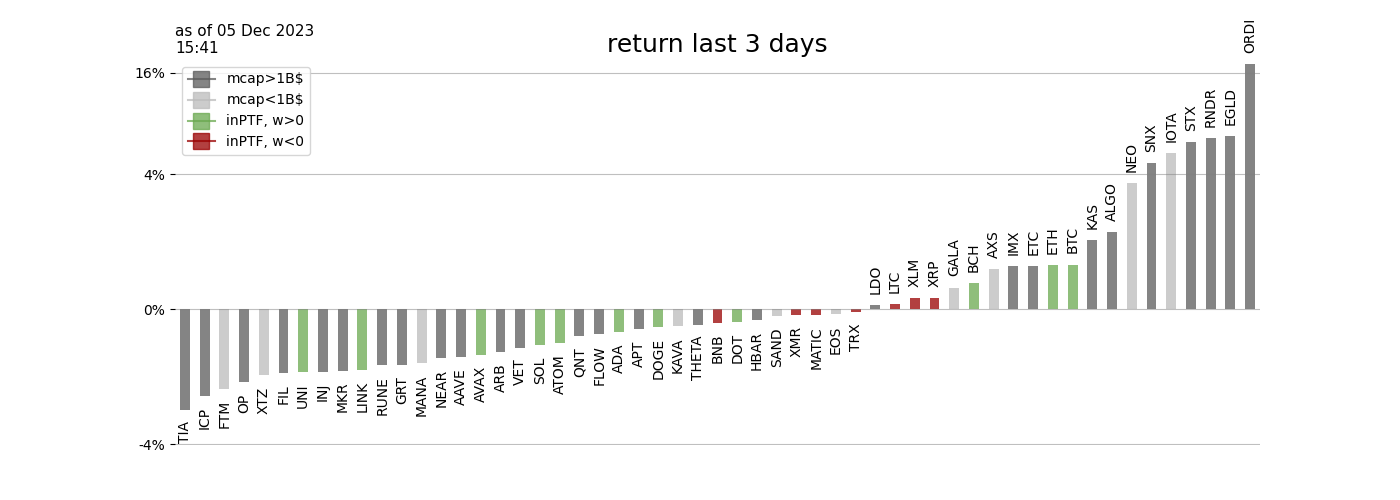 as of 05 Dec 2023
15:41
return last 3 days
mcap>1B$
mcap<1B$
inPTF, w>0
inPTF, w<0
16%
4%
0%
-4%
TIA
ICP
FTM
OP
XTZ
FIL
UNI
INJ
MKR
LINK
RUNE
GRT
MANA
NEAR
AAVE
AVAX
ARB
VET
SOL
ATOM
QNT
FLOW
ADA
APT
DOGE
KAVA
THETA
BNB
DOT
HBAR
SAND
XMR
MATIC
EOS
TRX
LDO
LTC
XLM
XRP
GALA
BCH
AXS
IMX
ETC
ETH
BTC
KAS
ALGO
NEO
SNX
IOTA
STX
RNDR
EGLD
ORDI